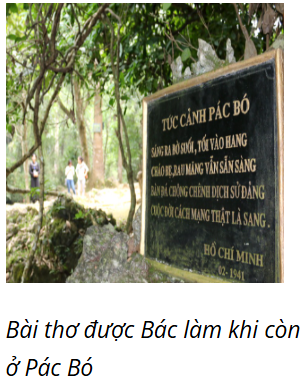 TỨC CẢNH PÁC BÓ
SÁNG RA BỜ SUỐI, TỐI VÀO HANG
CHÁO BẸ, RAU MĂNG VẪN SẴN SÀNG
BÀN ĐÁ CHÔNG CHÊNH DỊCH SỬ ĐẢNG
CUỘC ĐỜI CÁCH MẠNG THẬT LÀ SANG.
HỒ CHÍ MINH
02-1941
Bài thơ được Bác làm khi còn
ở Pác Bó